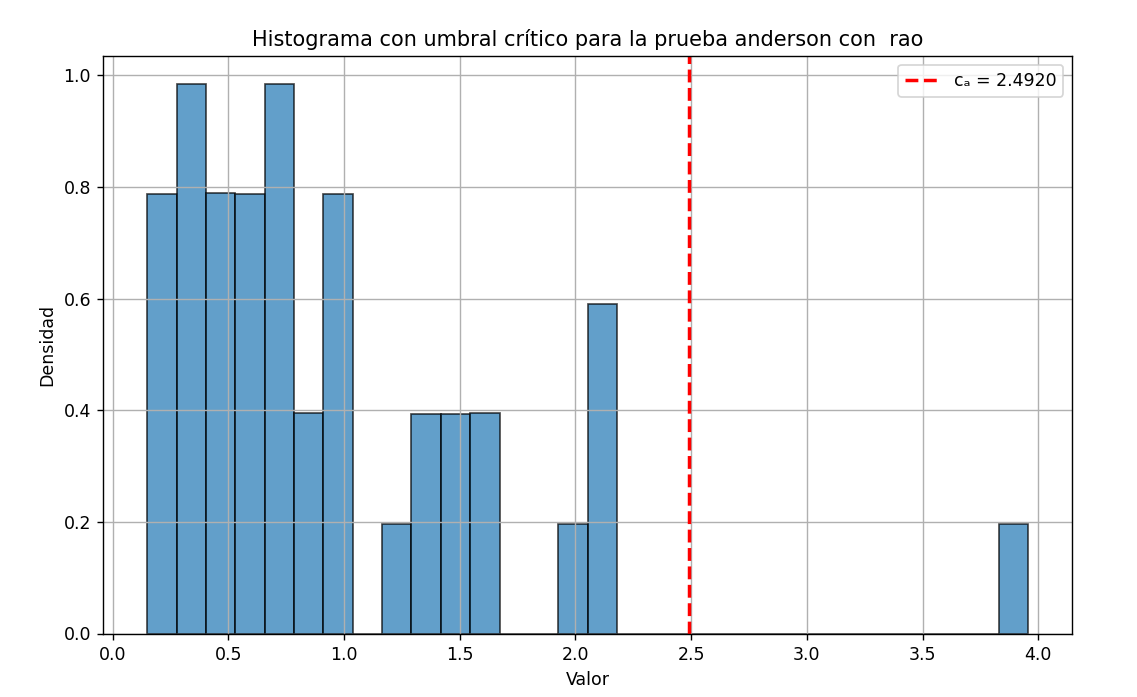 Histograma con umbral crítico para la prueba anderson con  rao
cₐ = 2.4920
1.0
0.8
0.6
0.4
0.2
0.0
Densidad
0.0 0.5 1.0 1.5 2.0 2.5 3.0 3.5 4.0
Valor